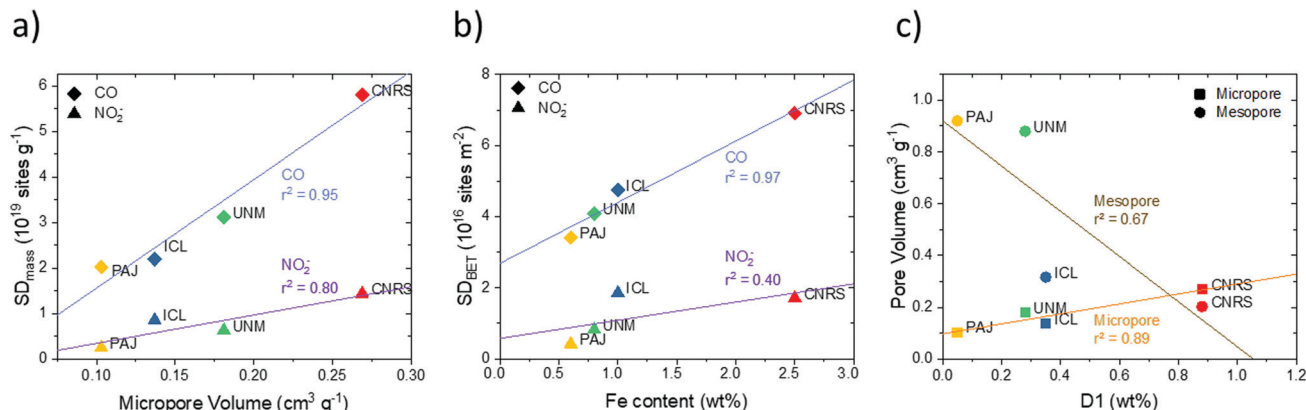 a)
6
5
4
3
2
1
0
SD_mass (10^19 sites g^-1)
CO
NO₂⁻
CNRS
CO
r² = 0.95
UNM
ICL
PAJ
NO₂⁻
r² = 0.80
CNRS
ICL
UNM
PAJ
0.10 0.15 0.20 0.25 0.30
Micropore Volume (cm³ g⁻¹)
b)
8
6
4
2
0
SD_BET (10^16 sites m^-2)
CO
NO₂⁻
CNRS
CO
r² = 0.97
ICL
UNM
PAJ
NO₂⁻
r² = 0.40
ICL
CNRS
UNM
PAJ
0.0 0.5 1.0 1.5 2.0 2.5 3.0
Fe content (wt%)
c)
1.0
0.8
0.6
0.4
0.2
0.0
Pore Volume (cm³ g⁻¹)
Micropore
Mesopore
PAJ
UNM
Mesopore
r² = 0.67
ICL
CNRS
CNRS
UNM
ICL
PAJ
Micropore
r² = 0.89
0.0 0.2 0.4 0.6 0.8 1.0 1.2
D1 (wt%)